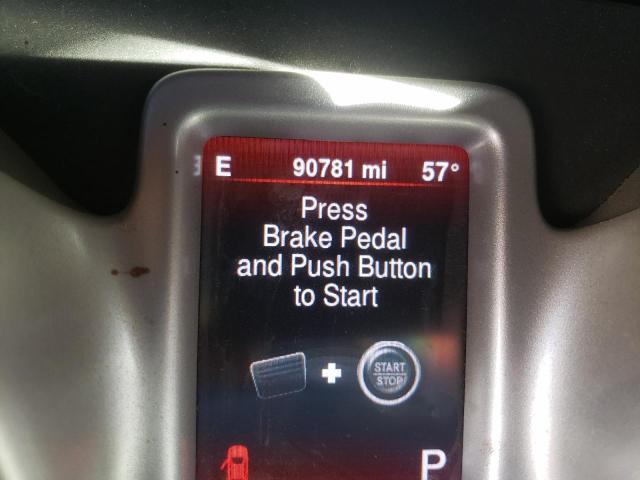 E 90781 mi 57°
Press
Brake Pedal
and Push Button
to Start
START
STOP
P